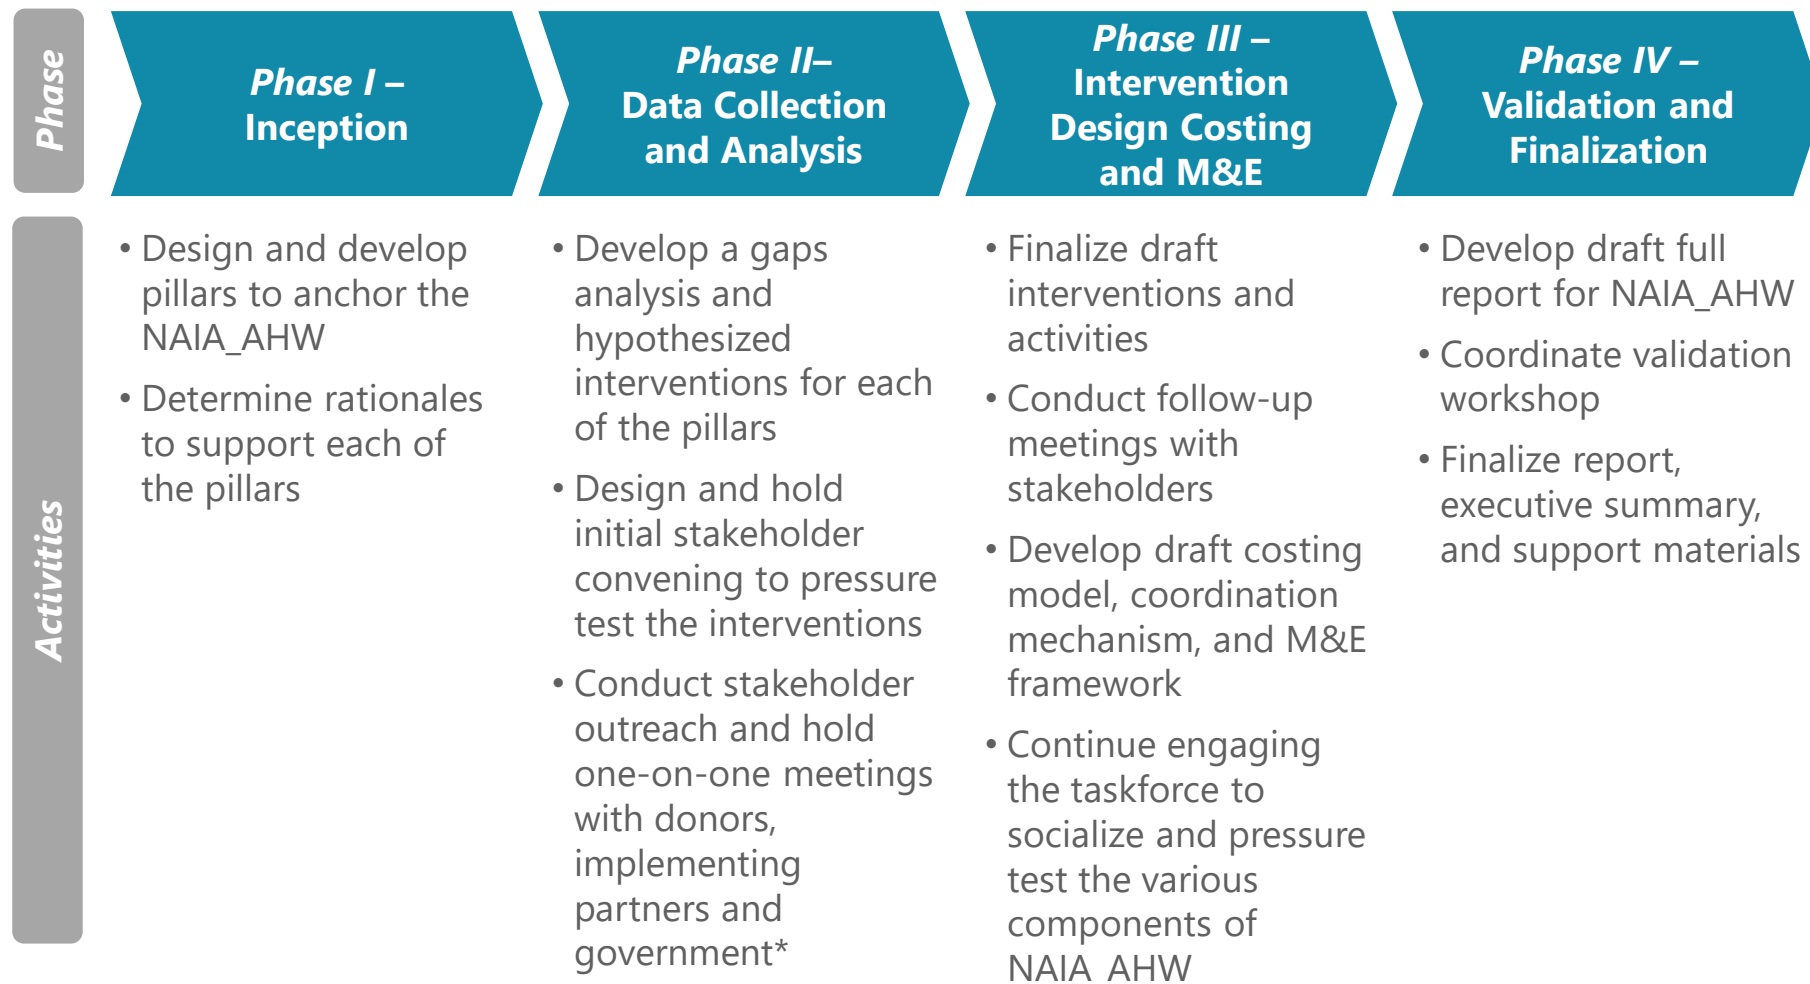 Phase
Phase I –
Inception
Phase II–
Data Collection
and Analysis
Phase III –
Intervention
Design Costing
and M&E
Phase IV –
Validation and
Finalization
Activities
• Design and develop
pillars to anchor the
NAIA_AHW
• Determine rationales
to support each of
the pillars
• Develop a gaps
analysis and
hypothesized
interventions for each
of the pillars
• Design and hold
initial stakeholder
convening to pressure
test the interventions
• Conduct stakeholder
outreach and hold
one-on-one meetings
with donors,
implementing
partners and
government*
• Finalize draft
interventions and
activities
• Conduct follow-up
meetings with
stakeholders
• Develop draft costing
model, coordination
mechanism, and M&E
framework
• Continue engaging
the taskforce to
socialize and pressure
test the various
components of
NAIA_AHW
• Develop draft full
report for NAIA_AHW
• Coordinate validation
workshop
• Finalize report,
executive summary,
and support materials